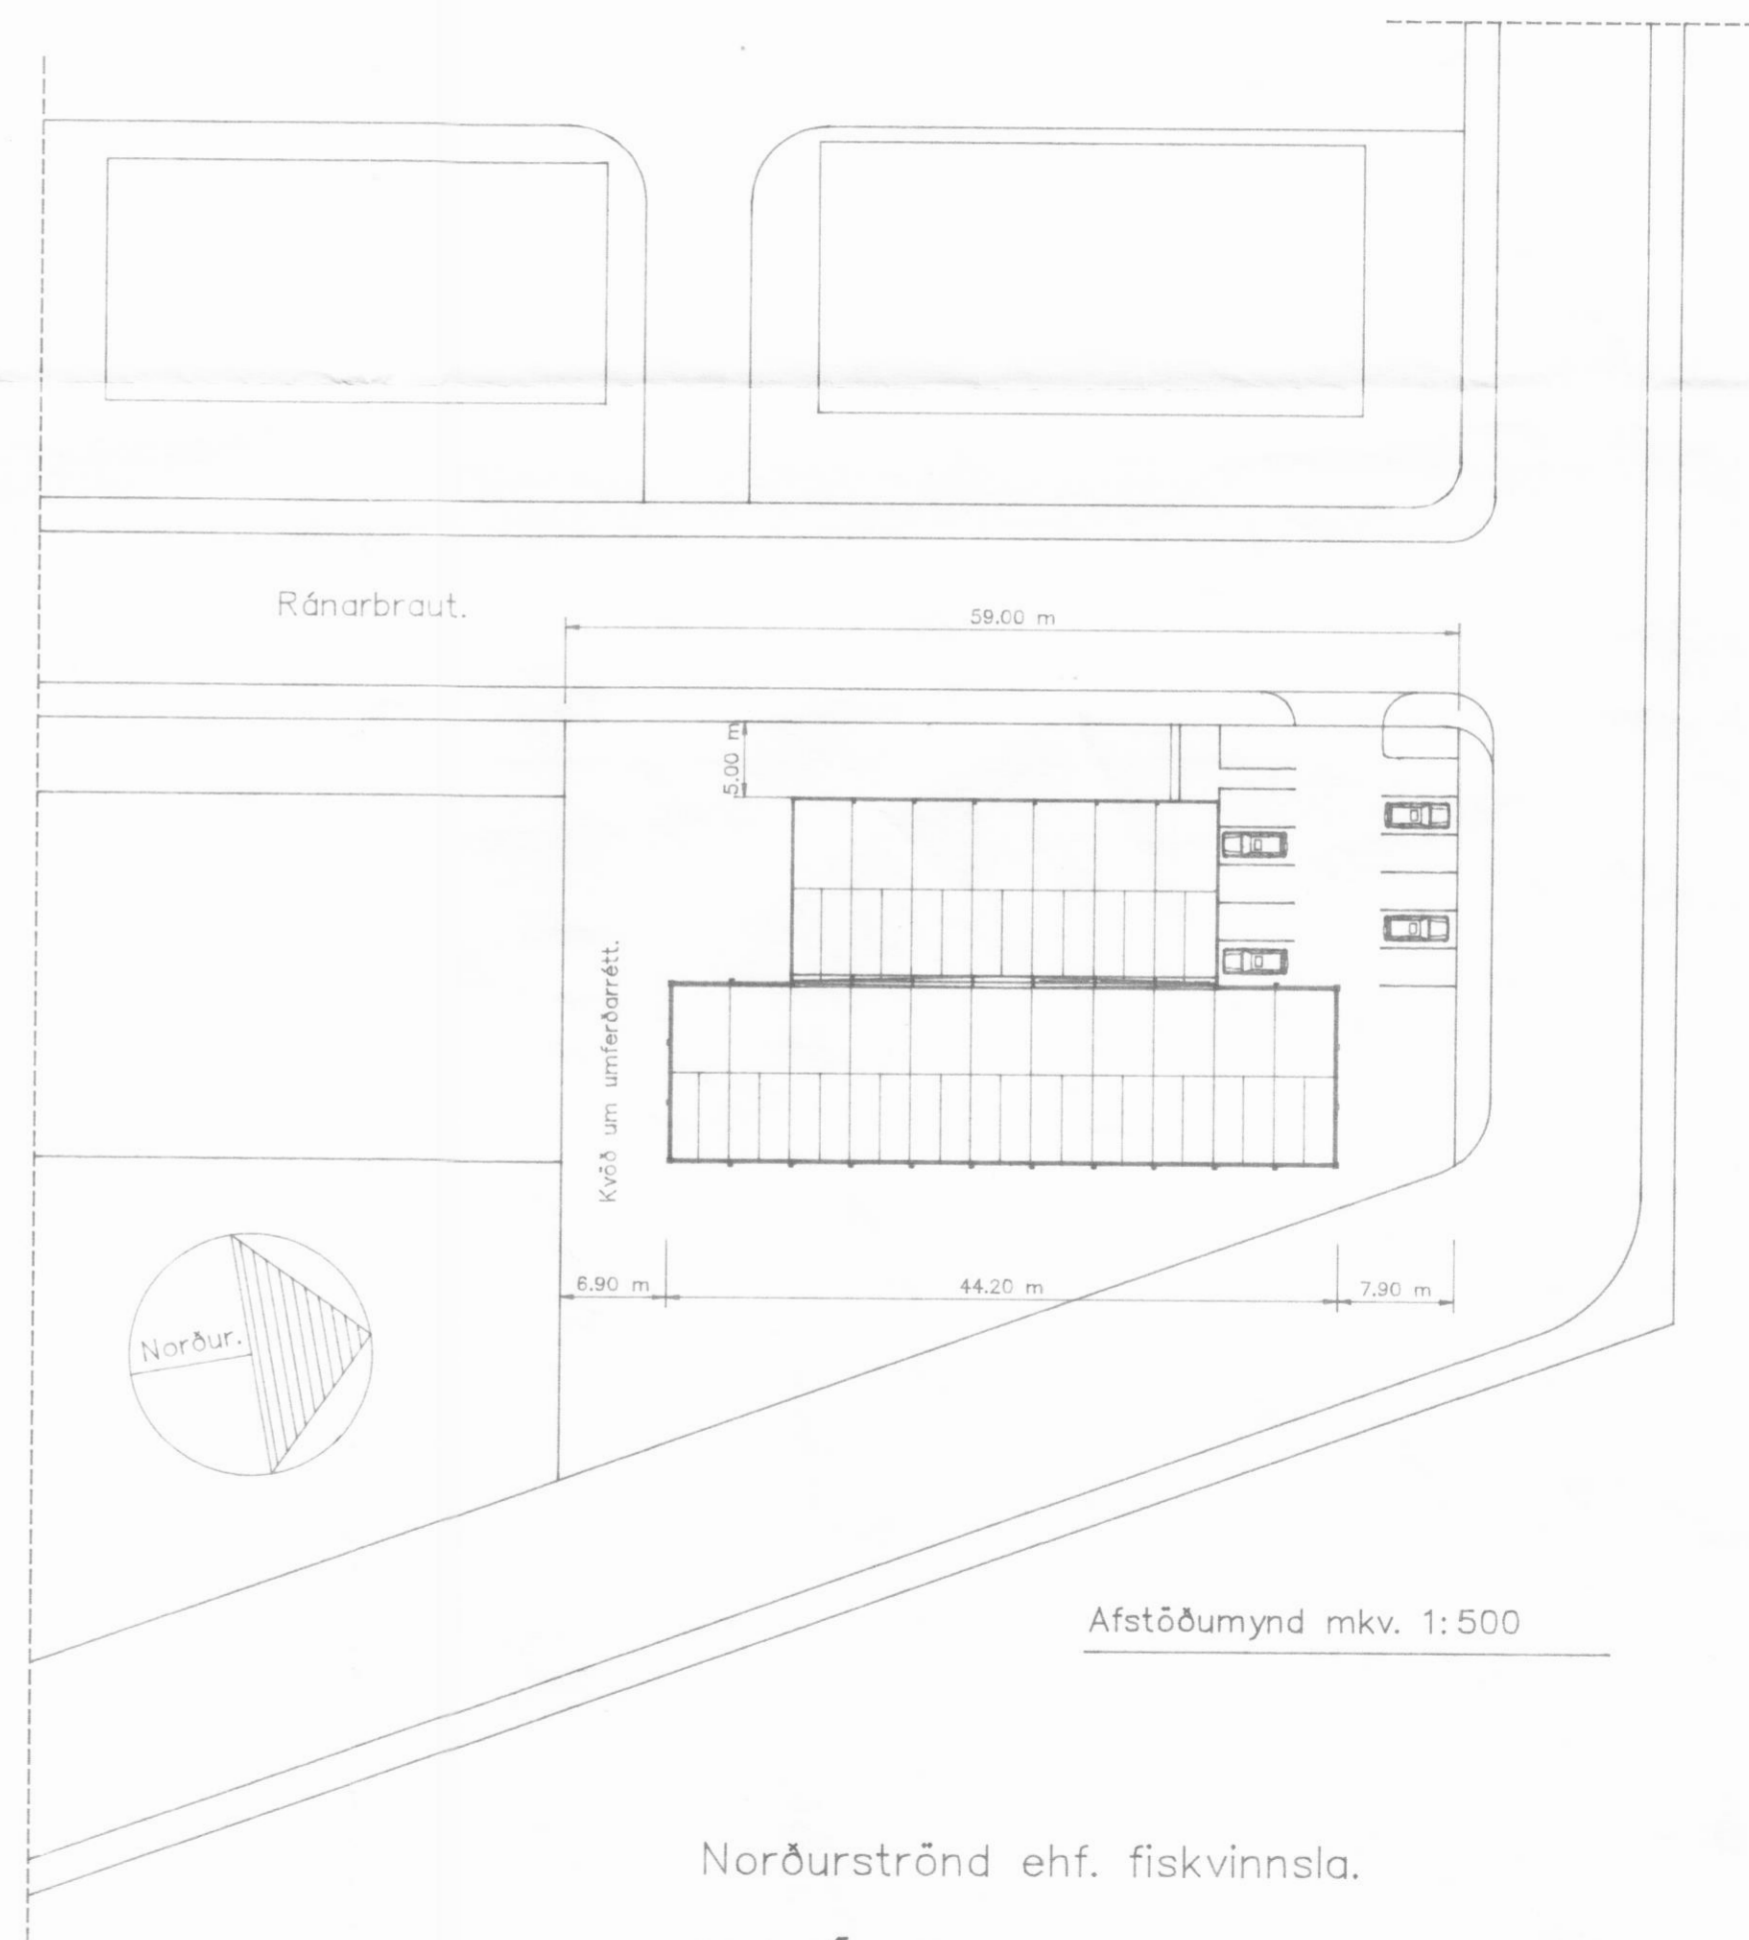 Ránarbraut.
59.00 m
5.00 m
Kvöð um umferðarrétt.
6.90 m
44.20 m
7.90 m
Norður.
Afstöðumynd mkv. 1:500
Norðurströnd ehf. fiskvinnsla.